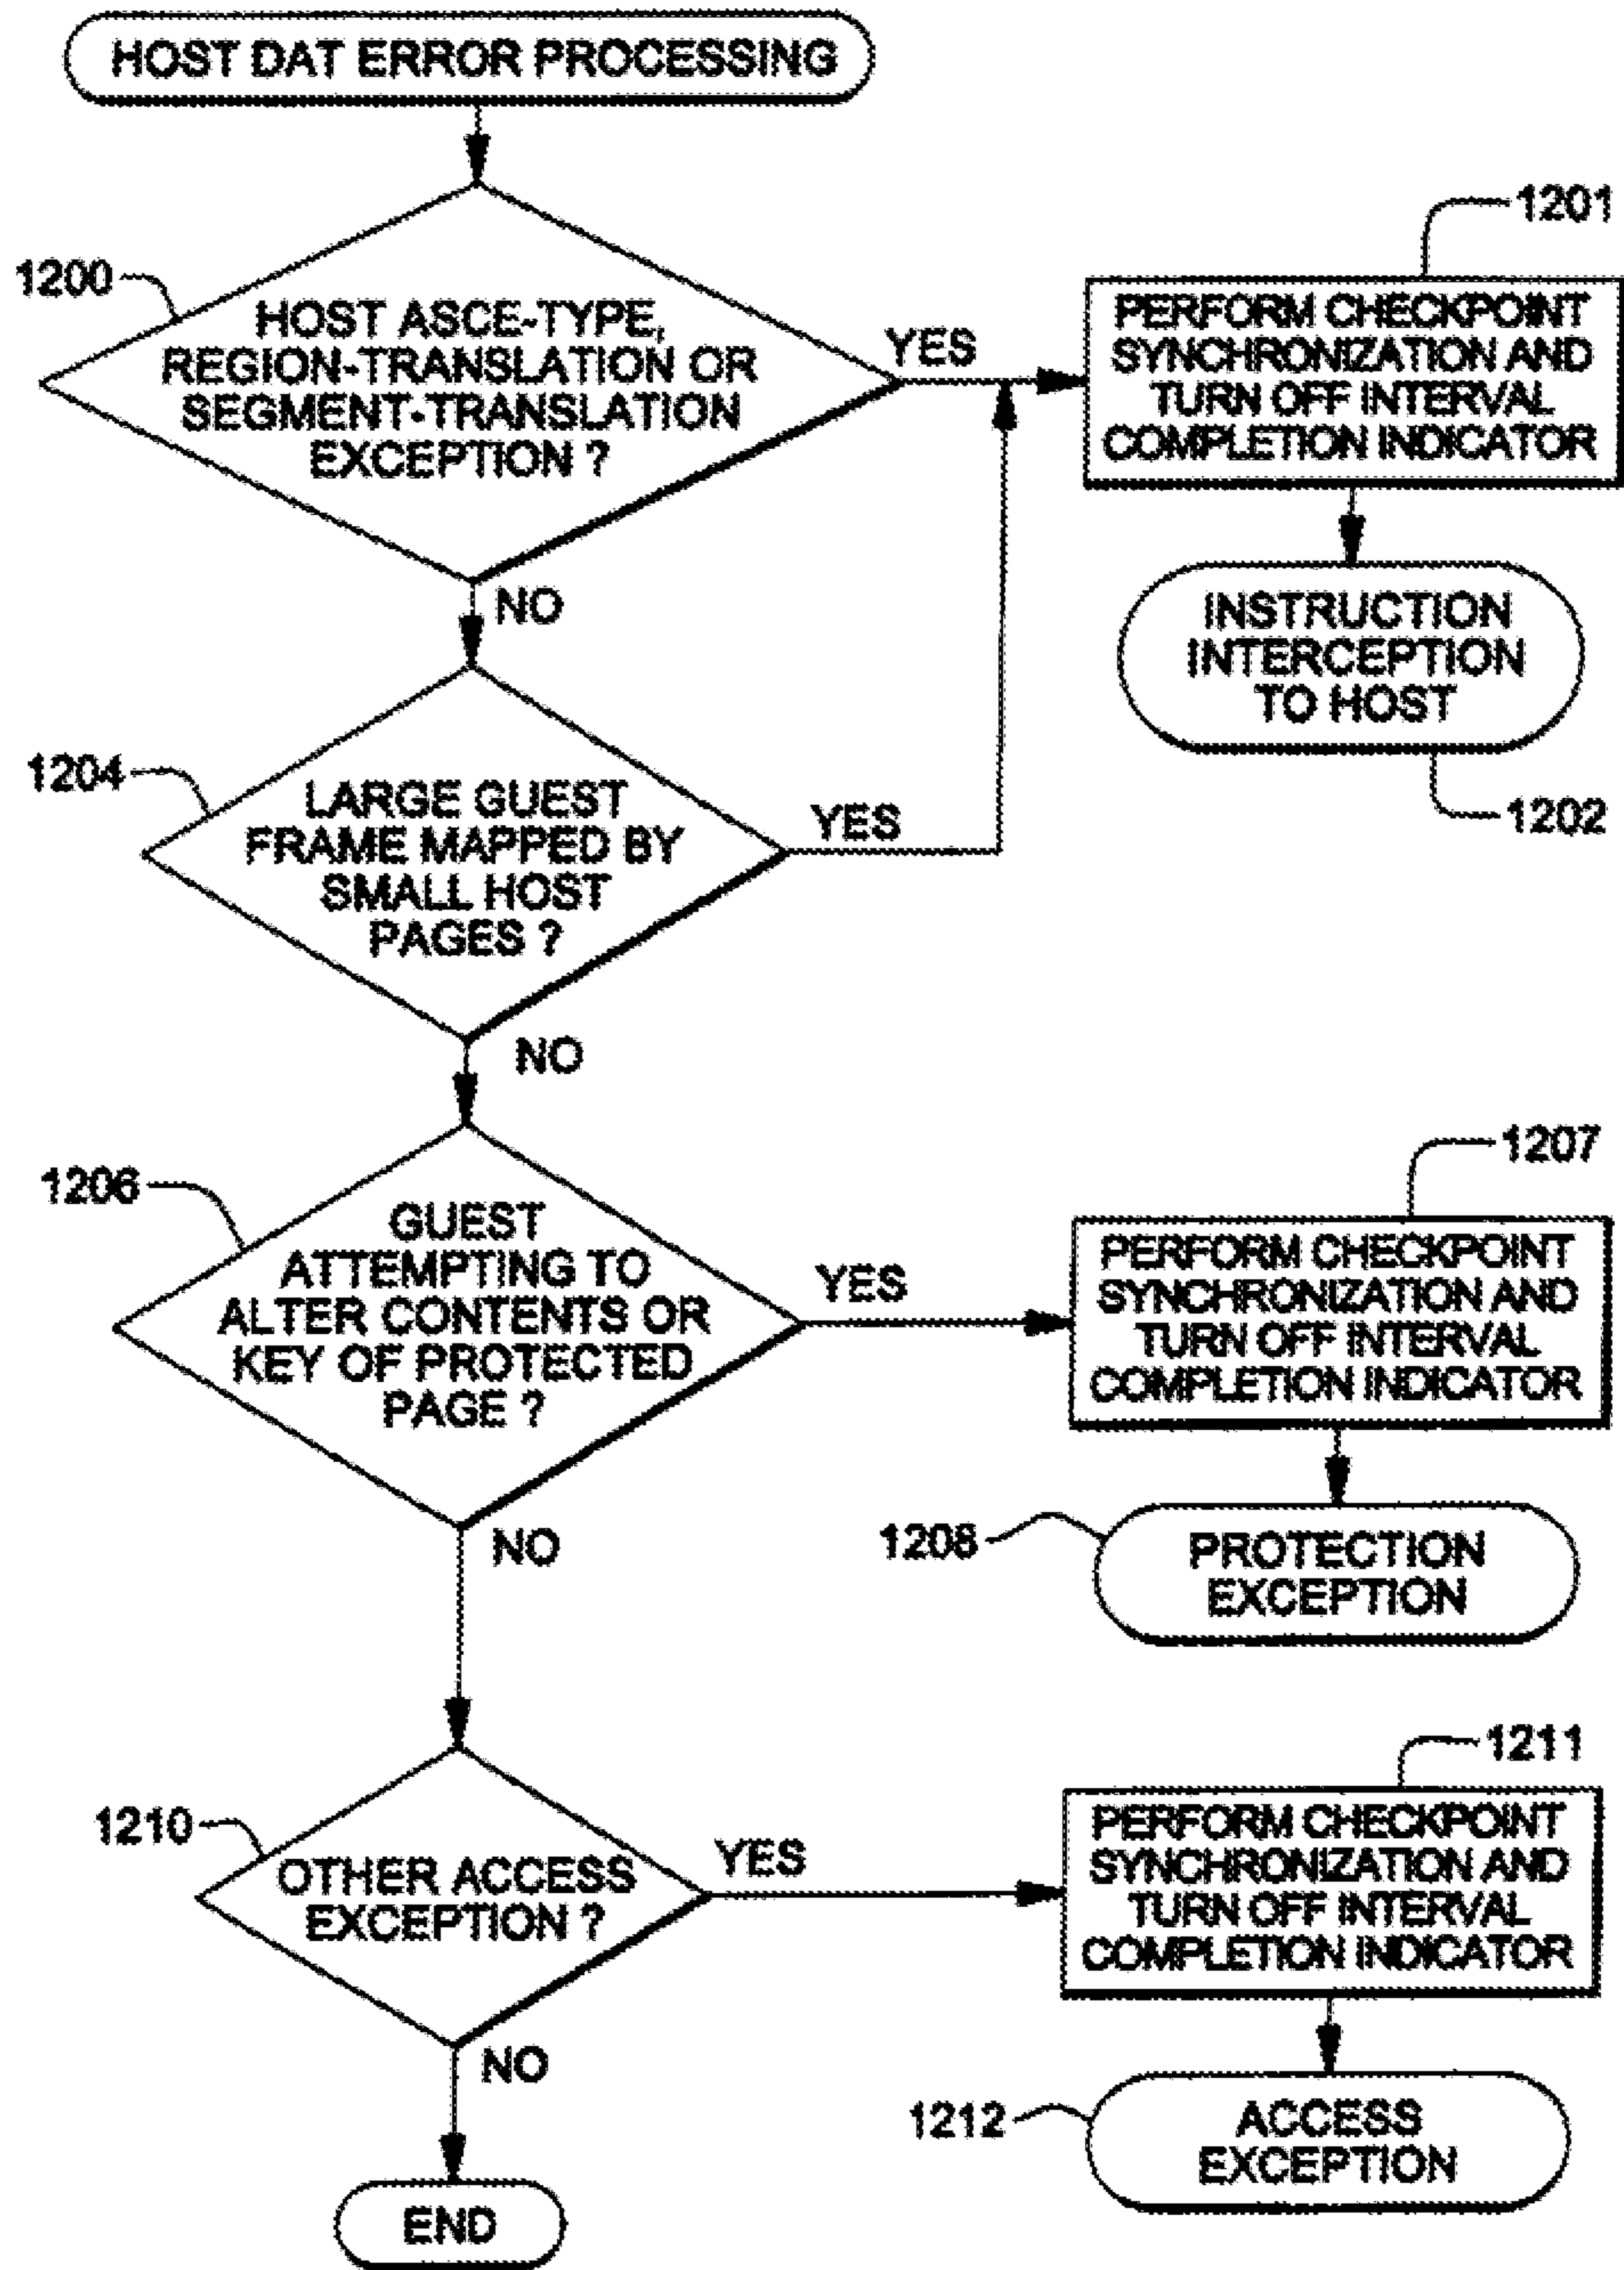 HOST DAT ERROR PROCESSING
1200
HOST ASCE-TYPE,
REGION-TRANSLATION OR
SEGMENT-TRANSLATION
EXCEPTION ?
YES
NO
1201
PERFORM CHECKPOINT
SYNCHRONIZATION AND
TURN OFF INTERVAL
COMPLETION INDICATOR
INSTRUCTION
INTERCEPTION
TO HOST
1202
1204
LARGE GUEST
FRAME MAPPED BY
SMALL HOST
PAGES ?
YES
NO
1206
GUEST
ATTEMPTING TO
ALTER CONTENTS OR
KEY OF PROTECTED
PAGE ?
YES
NO
1207
PERFORM CHECKPOINT
SYNCHRONIZATION AND
TURN OFF INTERVAL
COMPLETION INDICATOR
1208
PROTECTION
EXCEPTION
1210
OTHER ACCESS
EXCEPTION ?
YES
NO
1211
PERFORM CHECKPOINT
SYNCHRONIZATION AND
TURN OFF INTERVAL
COMPLETION INDICATOR
1212
ACCESS
EXCEPTION
END